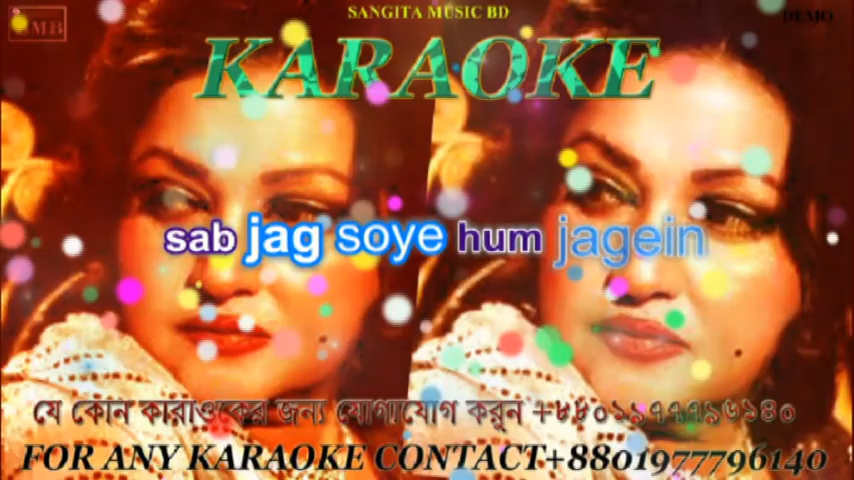 SANGITA MUSIC BD
DEMO
KARAOKE
sab jag soye hum jagein
যে কোন কারাওকের জন্য যোগাযোগ করুন +৮৮০১৯৭৭৭৯৬১৪০
FOR ANY KARAOKE CONTACT+8801977796140